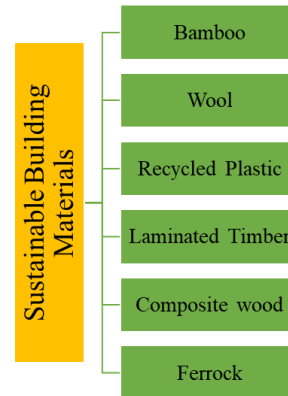 Sustainable Building
Materials
Bamboo
Wool
Recycled Plastic
Laminated Timber
Composite wood
Ferrock